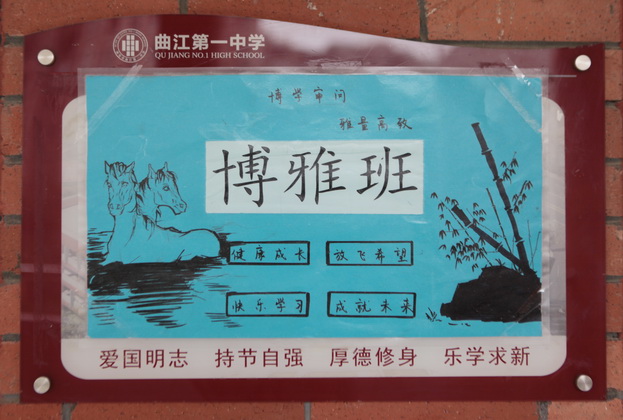 曲江第一中学
QU JIANG NO.1 HIGH SCHOOL
博学审问
雅量高致
博雅班
健康成长 放飞希望
快乐学习 成就未来
爱国明志 持节自强 厚德修身 乐学求新